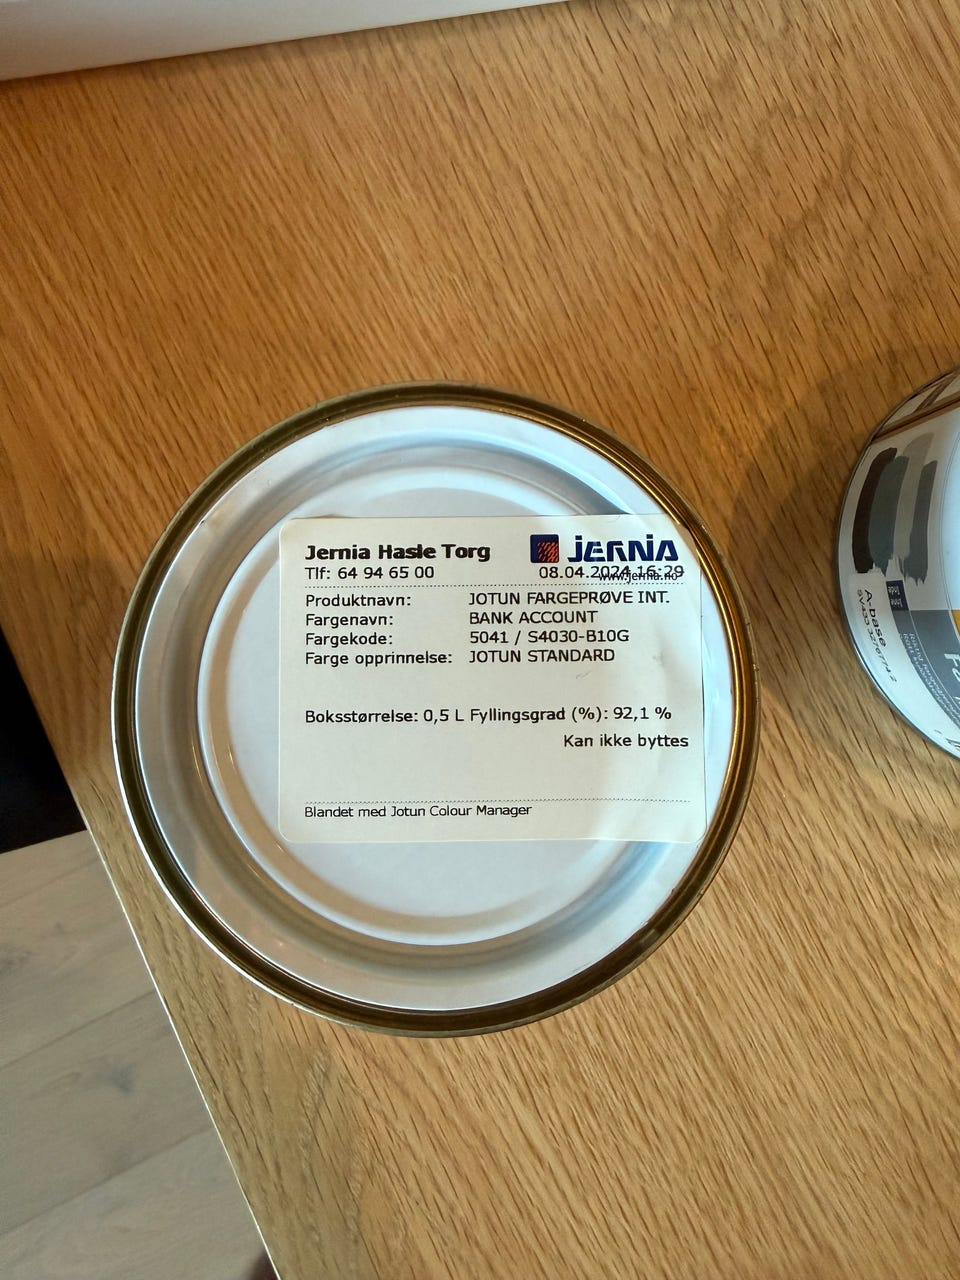 Jernia Hasle Torg
JERNIA
Tlf: 64 94 65 00
08.04.2024 16:29
www.jernia.no
Produktnavn: JOTUN FARGEPRØVE INT.
Fargenavn: BANK ACCOUNT
Fargekode: 5041 / S4030-B10G
Farge opprinnelse: JOTUN STANDARD
Boksstørrelse: 0,5 L Fyllingsgrad (%): 92,1 %
Kan ikke byttes
Blandet med Jotun Colour Manager
A-base